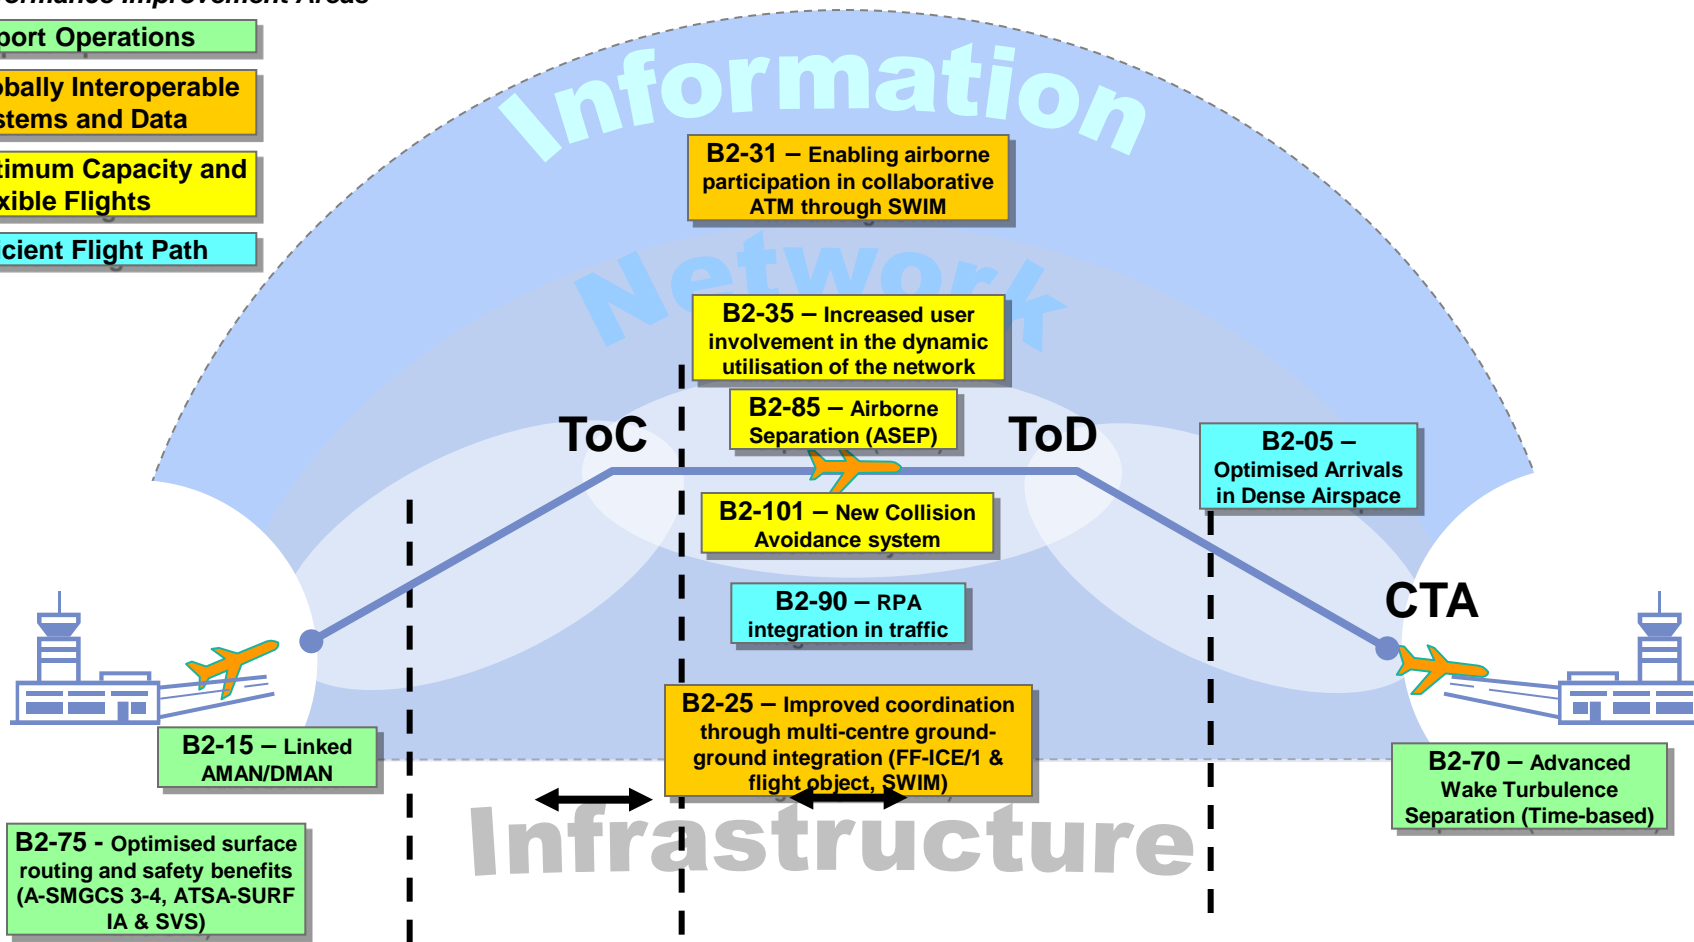 formance Improvement Areas
port Operations
obally Interoperable
stems and Data
timum Capacity and
xible Flights
icient Flight Path
Information
B2-31 – Enabling airborne
participation in collaborative
ATM through SWIM
Network
B2-35 – Increased user
involvement in the dynamic
utilisation of the network
B2-85 – Airborne
Separation (ASEP)
ToC
ToD
B2-05 –
Optimised Arrivals
in Dense Airspace
B2-101 – New Collision
Avoidance system
B2-90 – RPA
integration in traffic
CTA
B2-25 – Improved coordination
through multi-centre ground-
ground integration (FF-ICE/1 &
flight object, SWIM)
B2-15 – Linked
AMAN/DMAN
B2-70 – Advanced
Wake Turbulence
Separation (Time-based)
Infrastructure
B2-75 - Optimised surface
routing and safety benefits
(A-SMGCS 3-4, ATSA-SURF
IA & SVS)